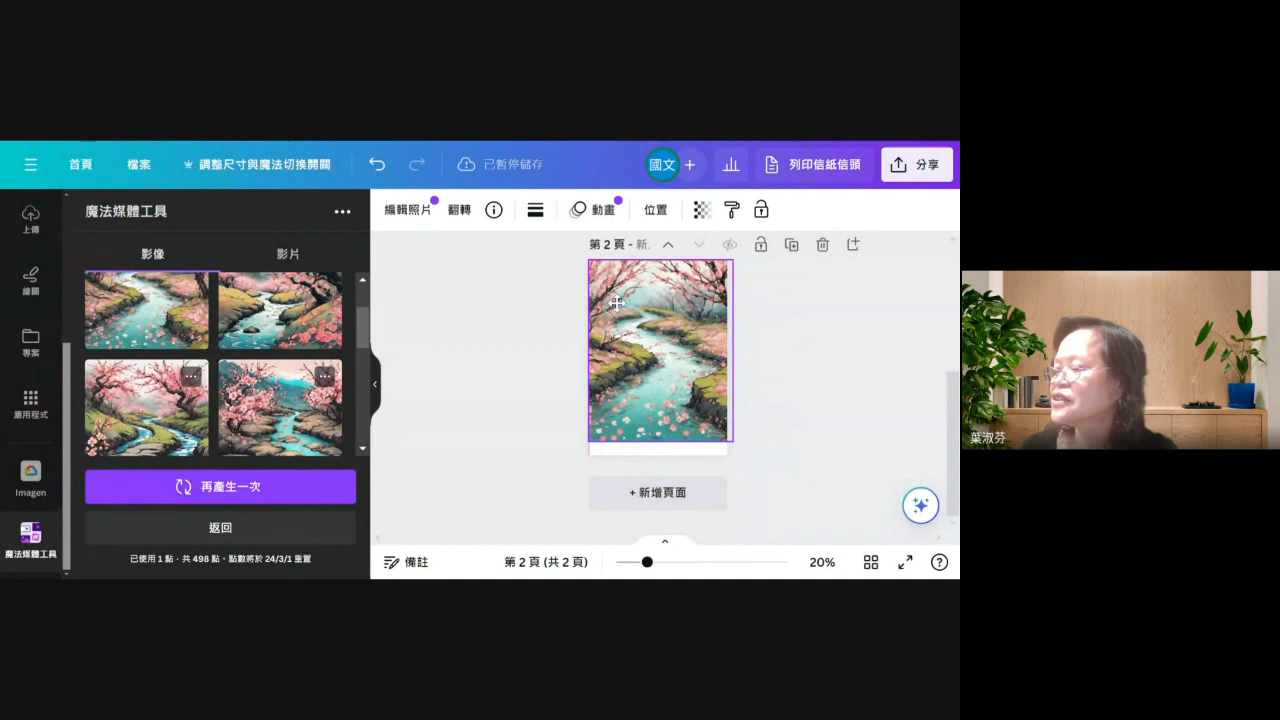 首頁
檔案
調整尺寸與魔法切換開關
已暫停儲存
國文
列印信紙信頭
分享
上傳
繪圖
專案
應用程式
Imagen
魔法媒體工具
魔法媒體工具
影像
影片
再產生一次
返回
已使用 1 點，共 498 點，點數將於 24/3/1 重置
編輯照片
翻轉
動畫
位置
第 2 頁 - 新.
+ 新增頁面
備註
第 2 頁 (共 2 頁)
20%
葉淑芬